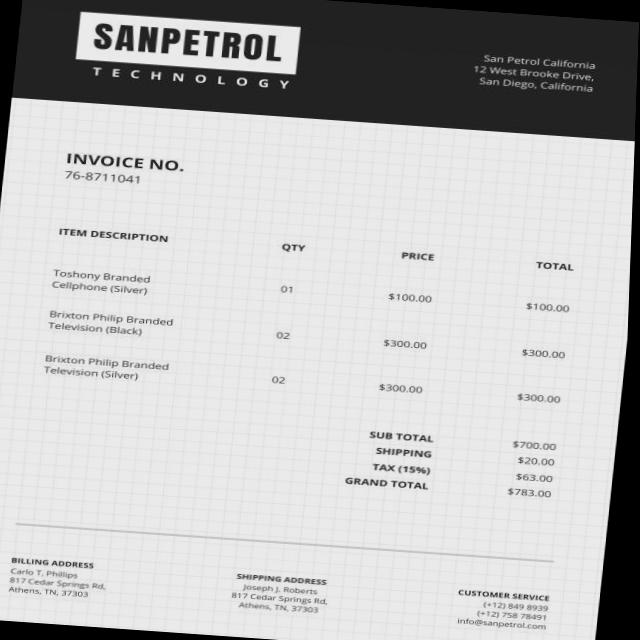 SANPETROL
TECHNOLOGY
San Petrol California
12 West Brooke Drive,
San Diego, California
INVOICE NO.
76-8711041
ITEM DESCRIPTION QTY PRICE TOTAL
Toshony Branded
Cellphone (Silver) 01 $100.00 $100.00
Brixton Philip Branded
Television (Black) 02 $300.00 $300.00
Brixton Philip Branded
Television (Silver) 02 $300.00 $300.00
SUB TOTAL $700.00
SHIPPING $20.00
TAX (15%) $63.00
GRAND TOTAL $783.00
BILLING ADDRESS
Carlo T. Phillips
817 Cedar Springs Rd,
Athens, TN, 37303
SHIPPING ADDRESS
Joseph J. Roberts
817 Cedar Springs Rd,
Athens, TN, 37303
CUSTOMER SERVICE
(+12) 849 8939
(+12) 758 78491
info@sanpetrol.com